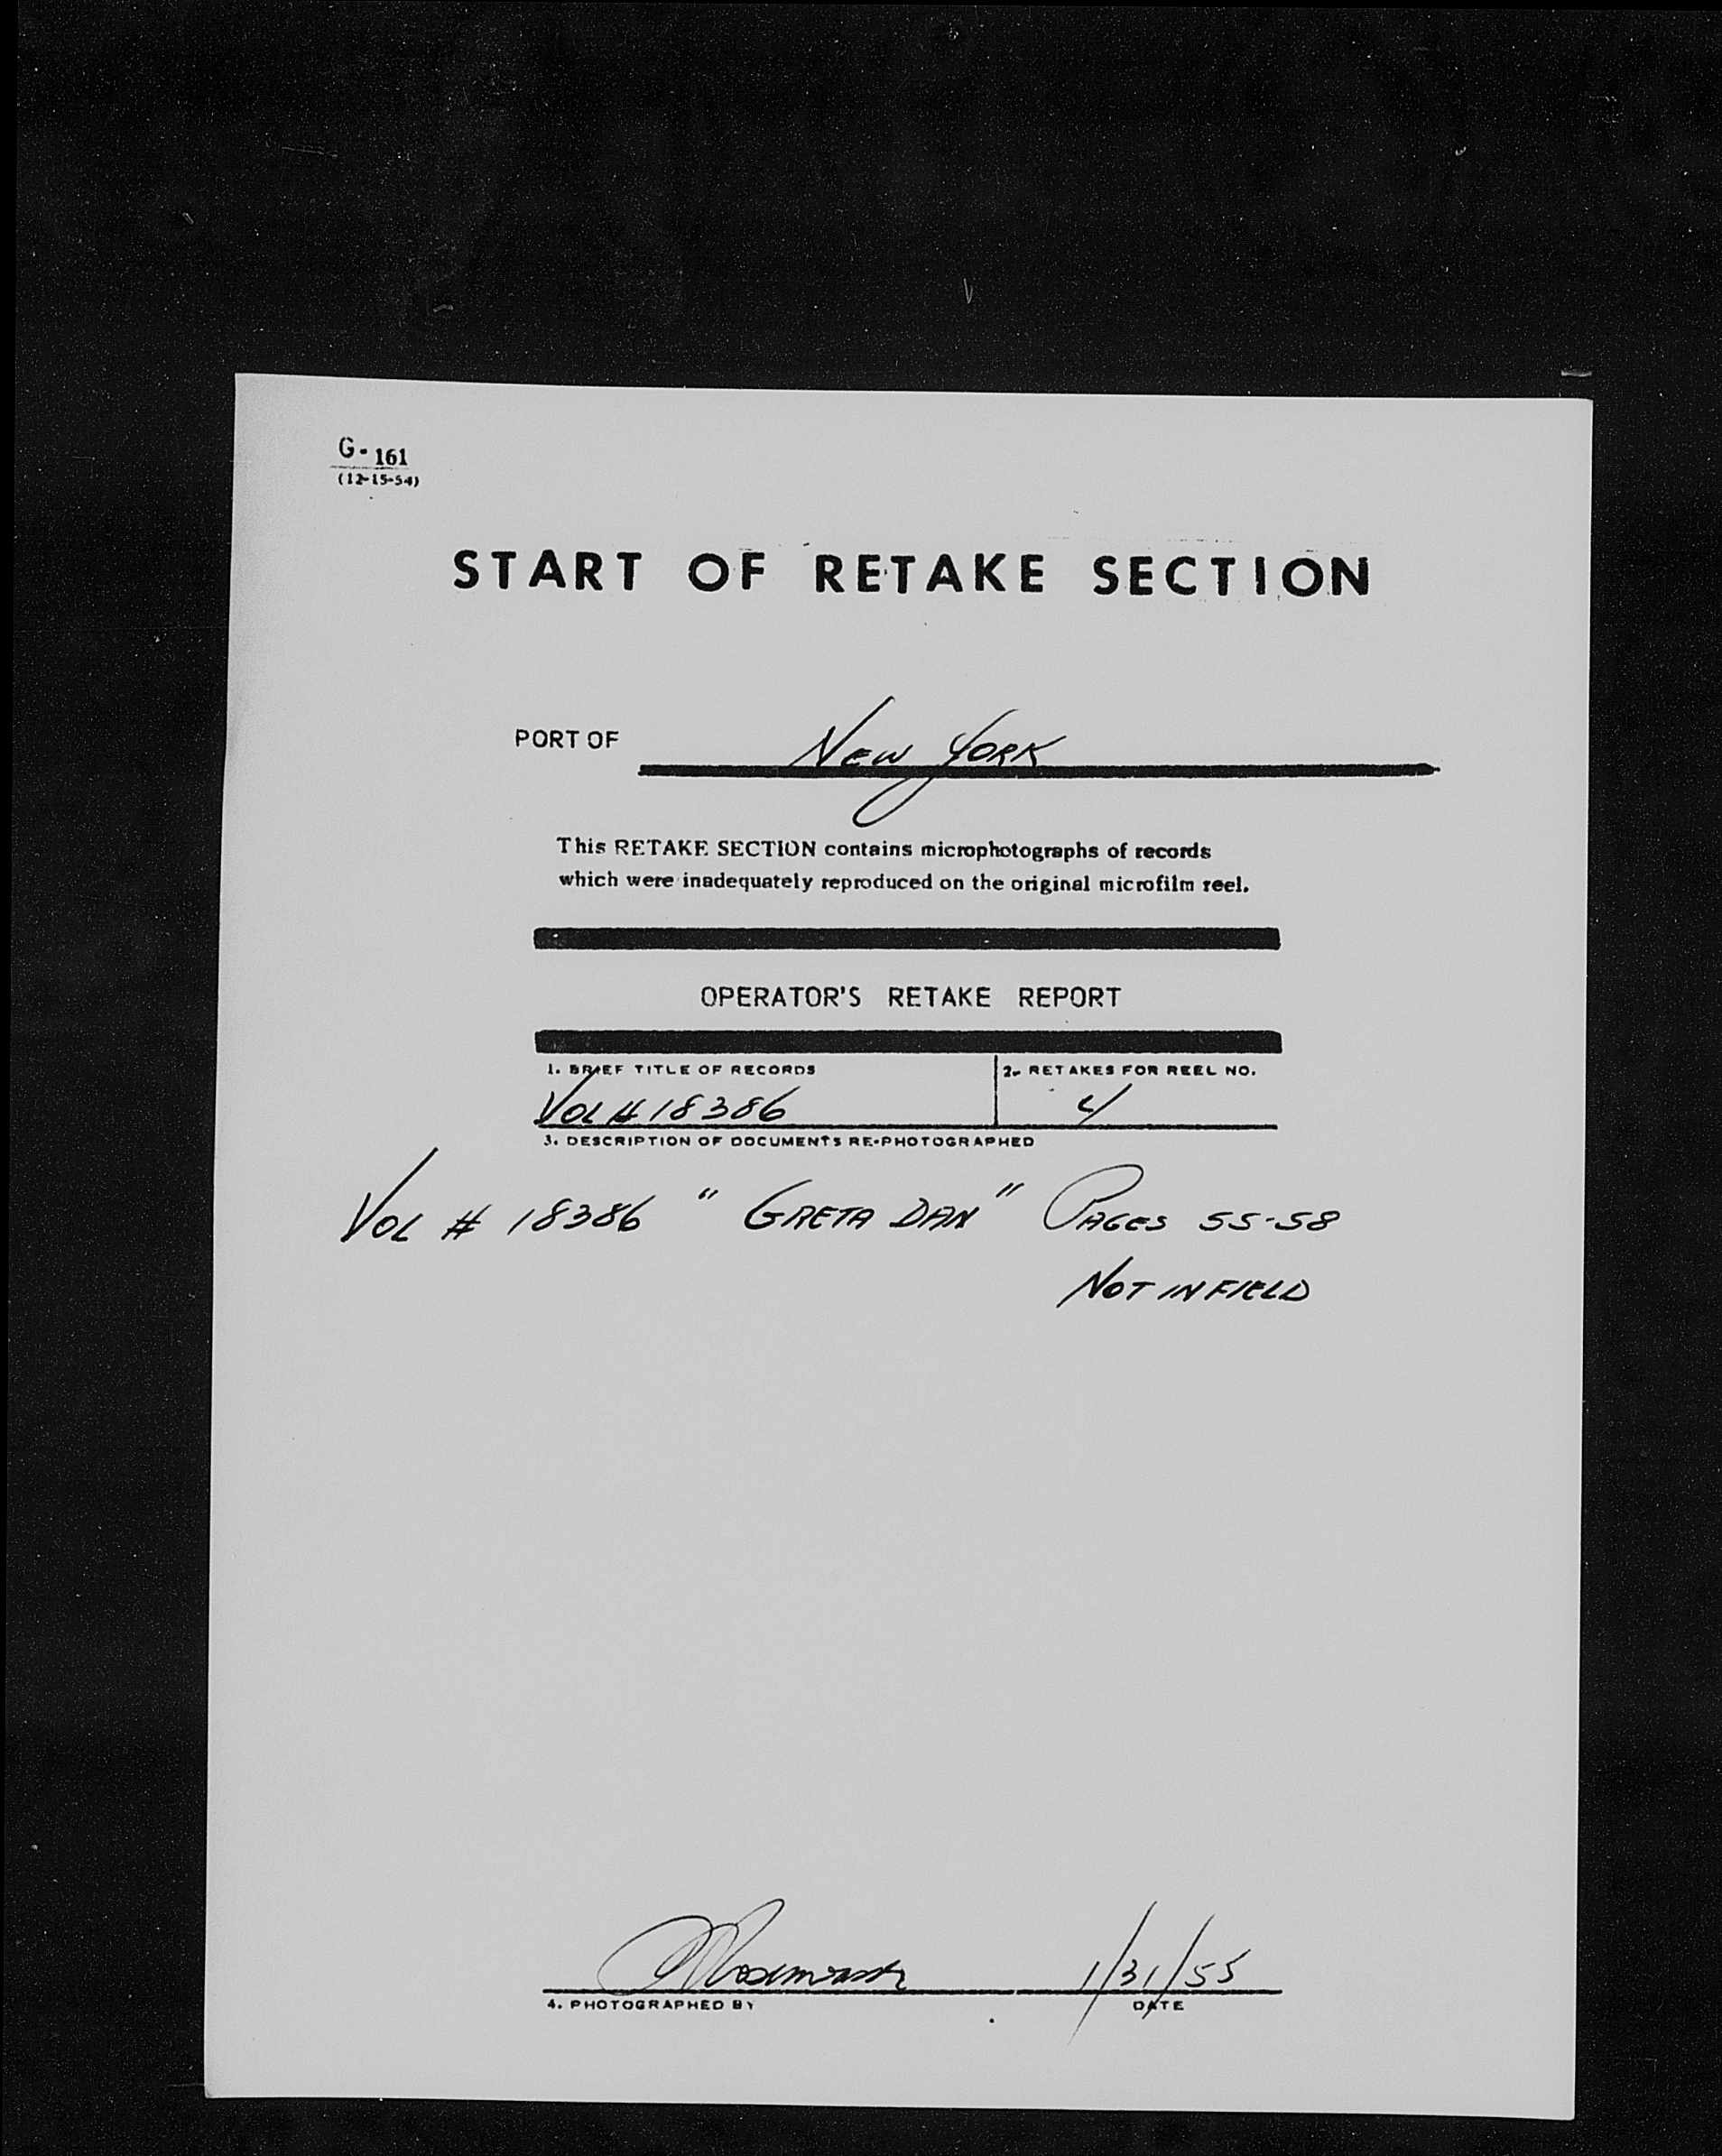 G-161
(12-15-54)
START OF RETAKE SECTION
PORT OF NEW YORK
This RETAKE SECTION contains microphotographs of records
which were inadequately reproduced on the original microfilm reel.
OPERATOR'S RETAKE REPORT
1. BRIEF TITLE OF RECORDS 2. RETAKES FOR REEL NO.
VOL # 18386 4
3. DESCRIPTION OF DOCUMENTS RE-PHOTOGRAPHED
VOL # 18386 " GRETA DAN " PAGES 55-58
NOT IN FIELD
1/31/55
4. PHOTOGRAPHED BY DATE